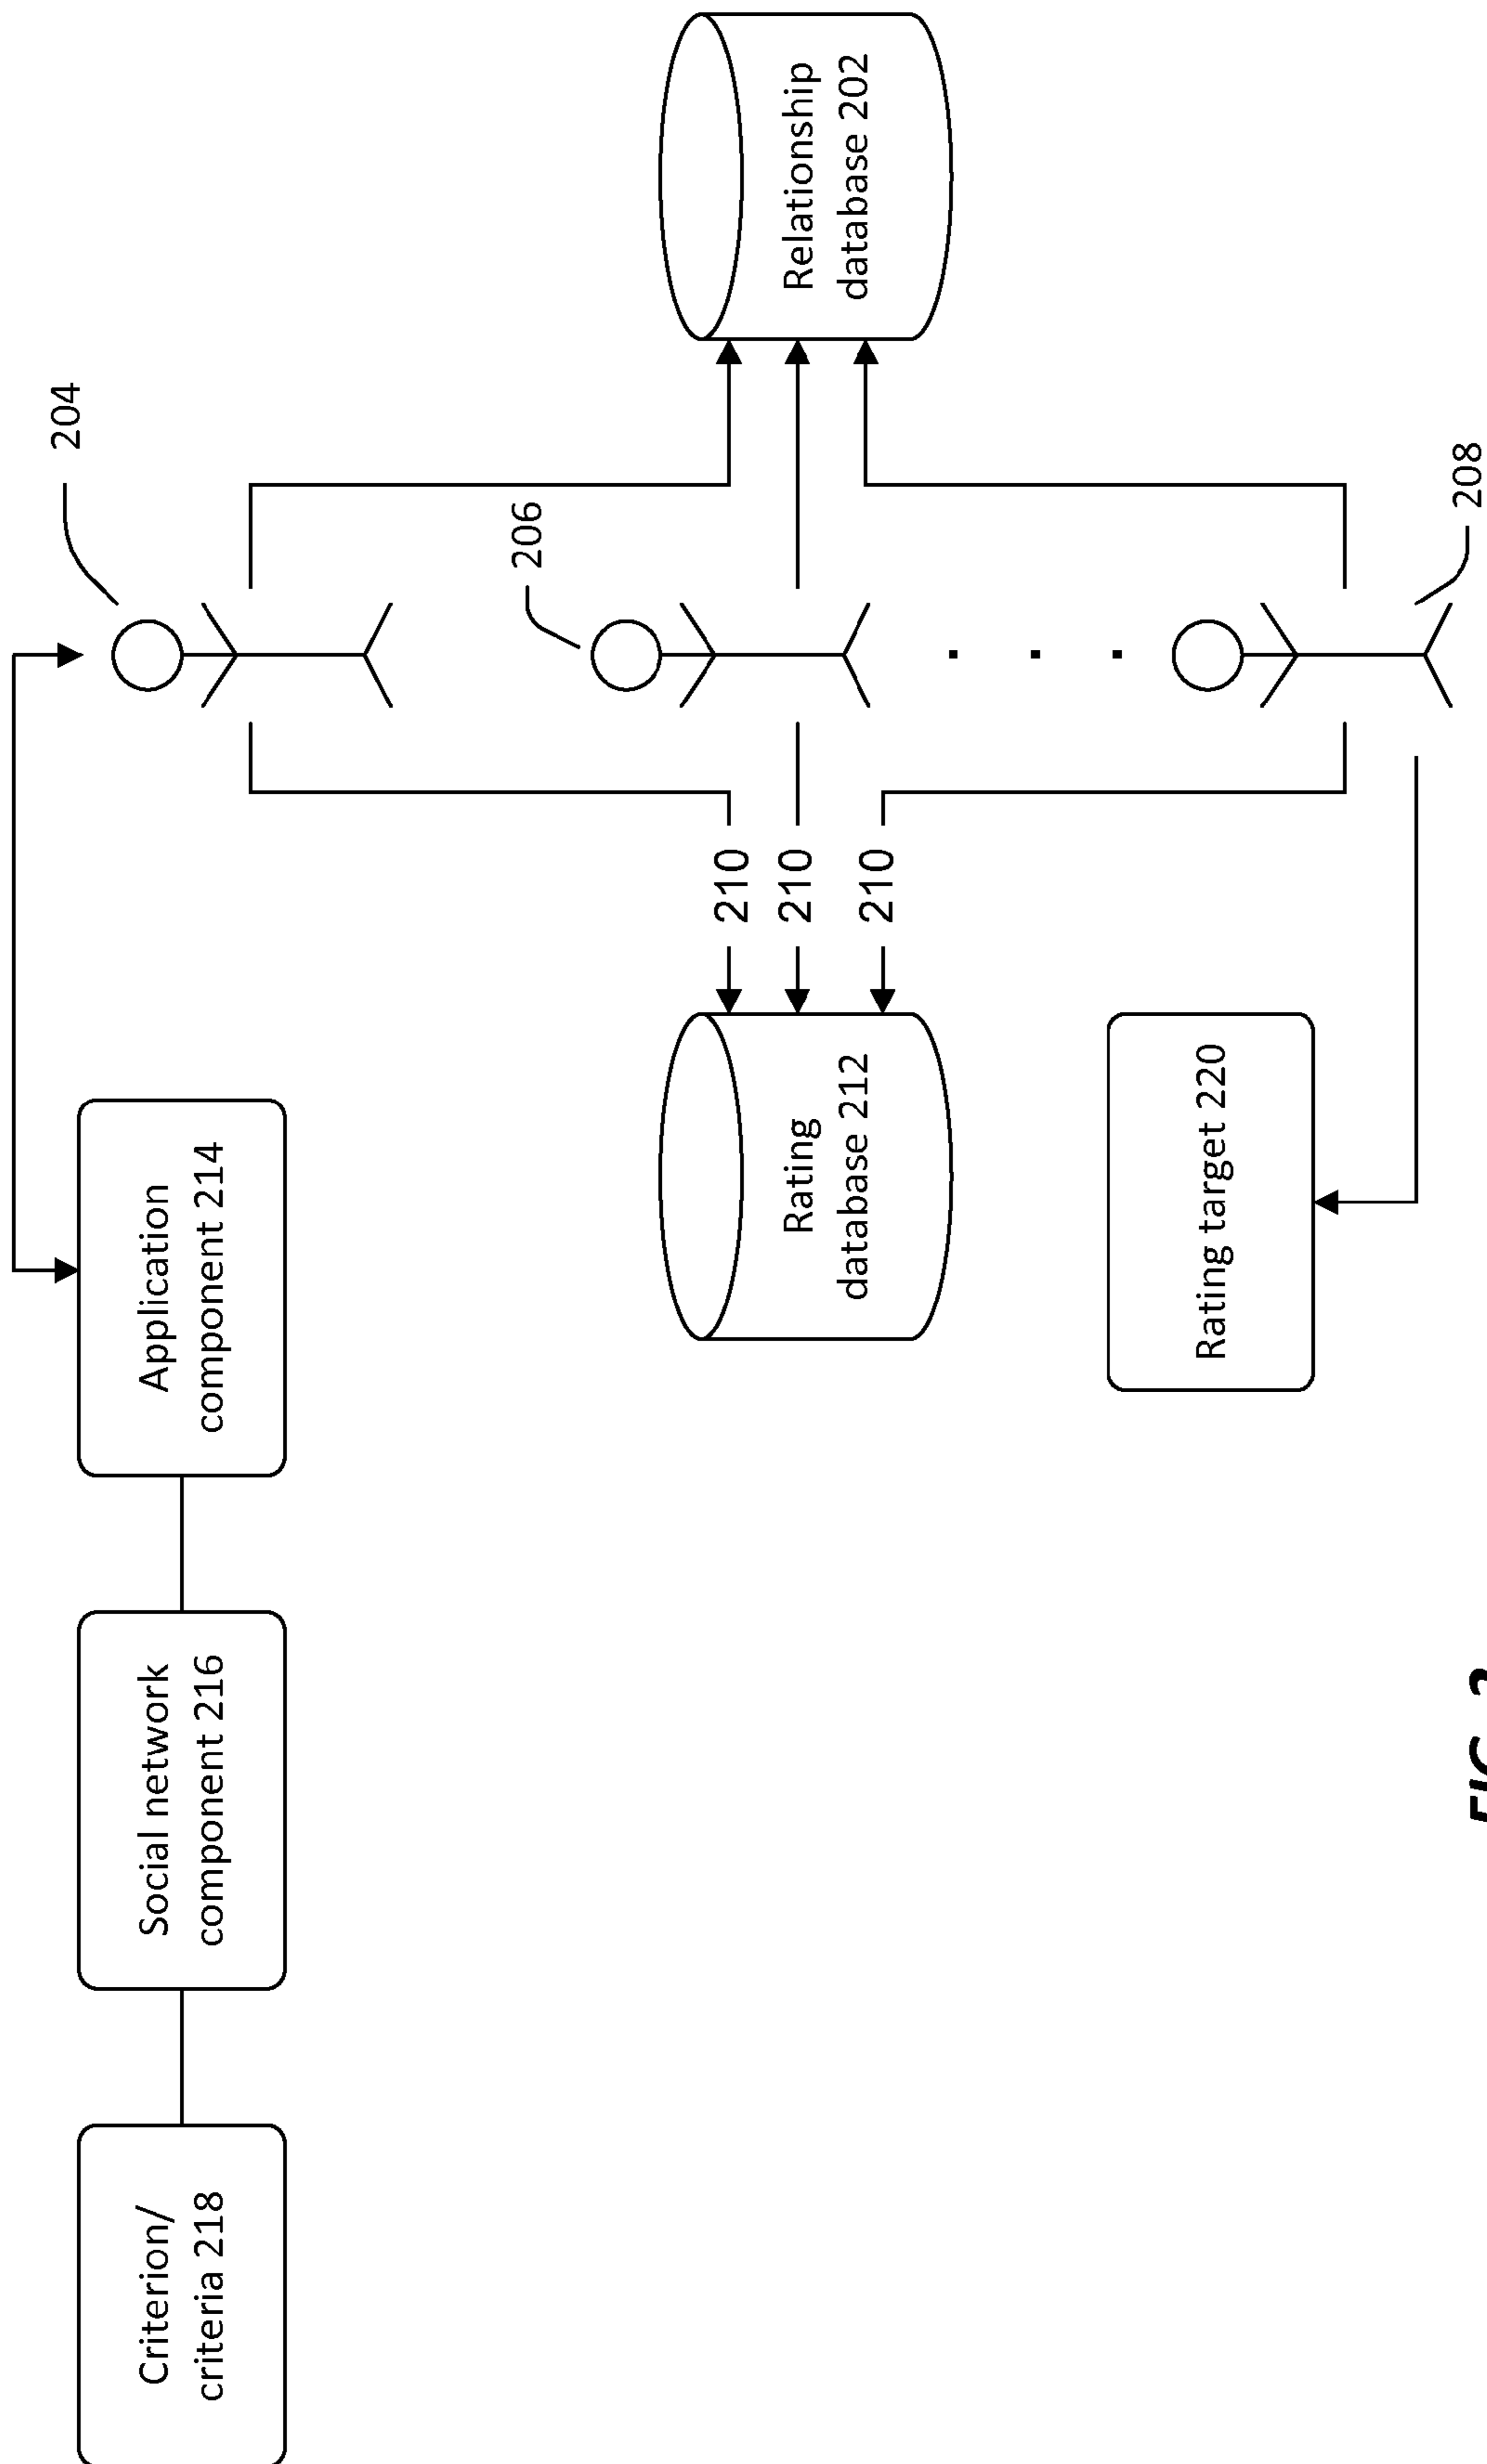 204
Criterion/
criteria 218
Social network
component 216
Application
component 214
206
Rating
database 212
210
210
210
Relationship
database 202
Rating target 220
208
FIG.